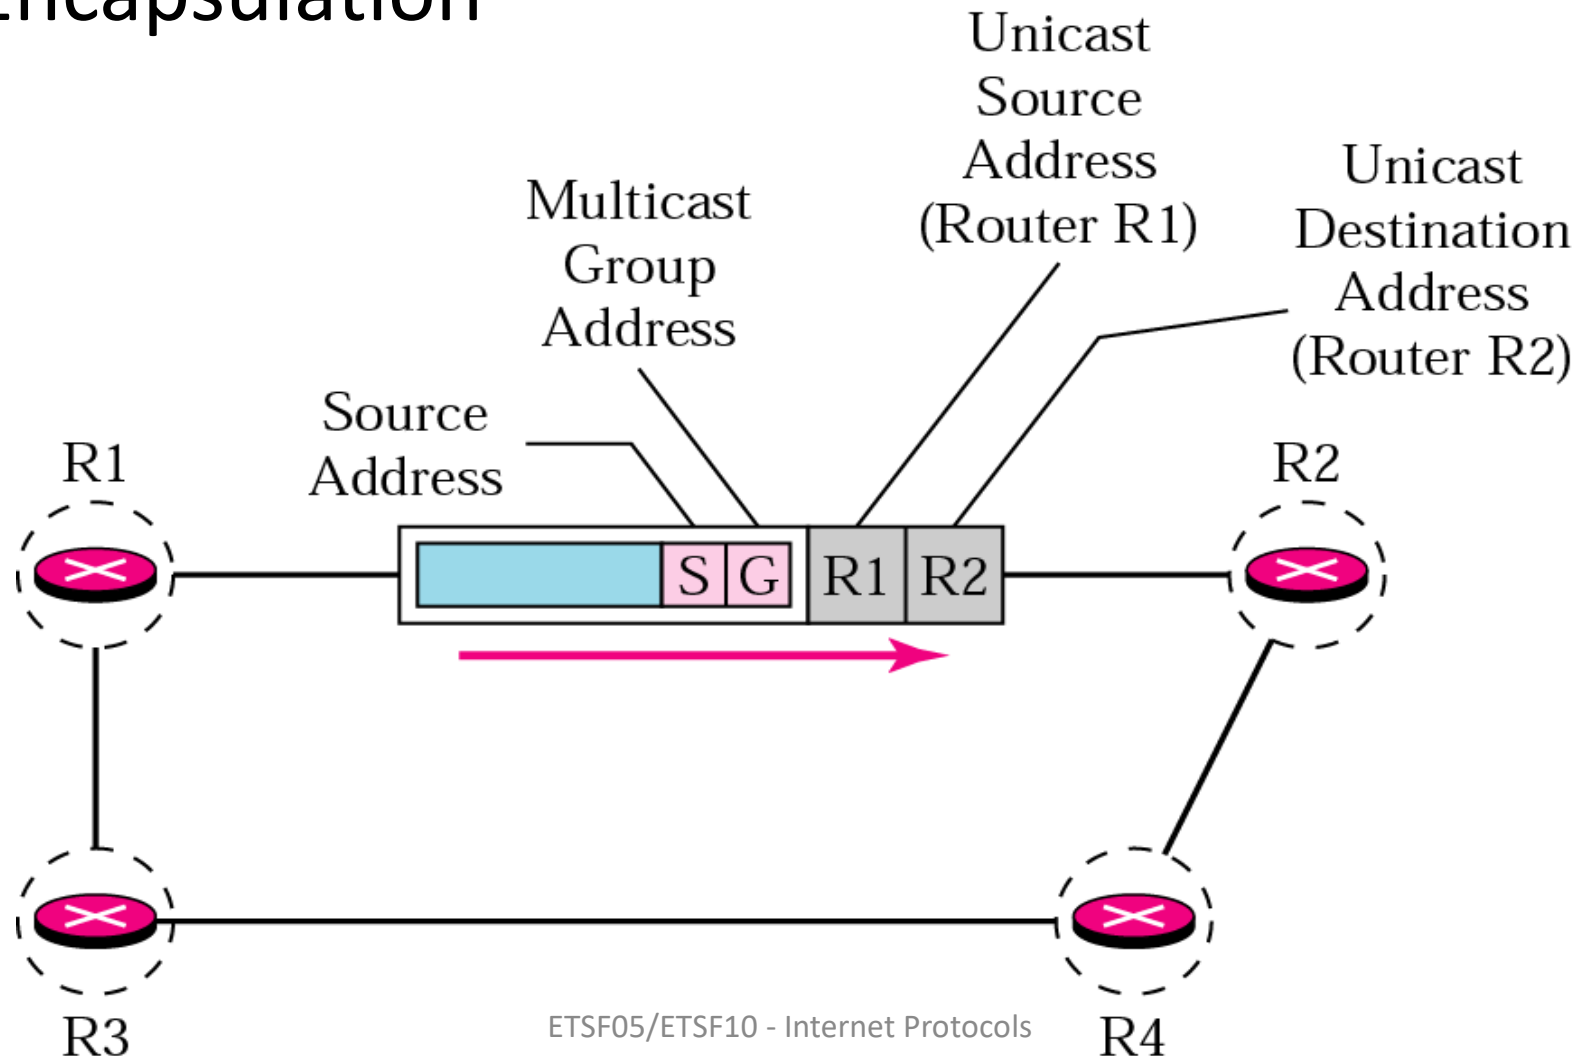 Encapsulation
Unicast
Source
Address
(Router R1)
Unicast
Destination
Address
(Router R2)
Multicast
Group
Address
Source
Address
R1
R2
S G R1 R2
R3
R4
ETSF05/ETSF10 - Internet Protocols